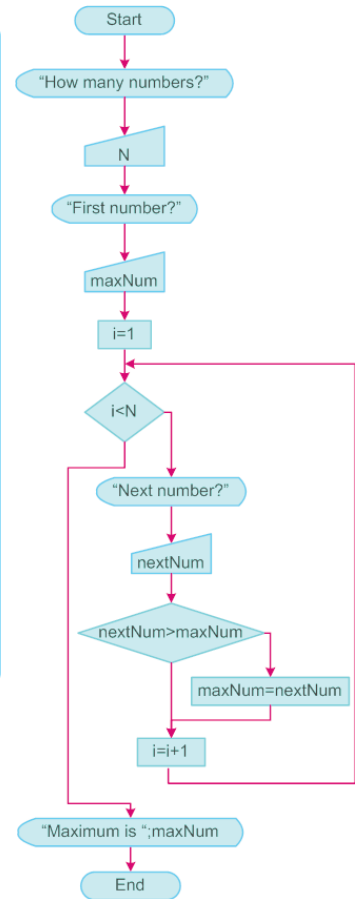 Start
“How many numbers?”
N
“First number?”
maxNum
i=1
i<N
“Next number?”
nextNum
nextNum>maxNum
maxNum=nextNum
i=i+1
“Maximum is “;maxNum
End